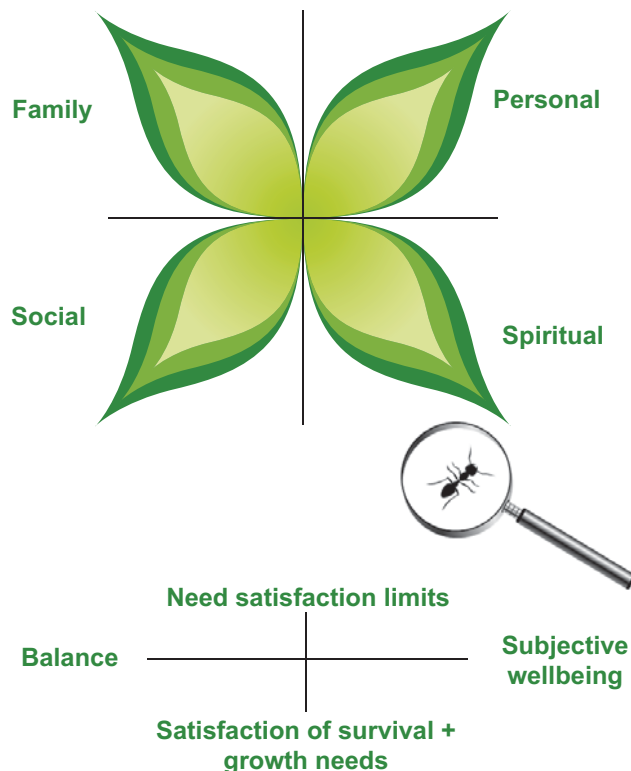 Family
Personal
Social
Spiritual
Need satisfaction limits
Balance
Subjective
wellbeing
Satisfaction of survival +
growth needs